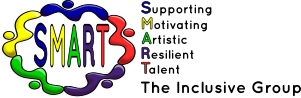 SMART
Supporting
Motivating
Artistic
Resilient
Talent
The Inclusive Group